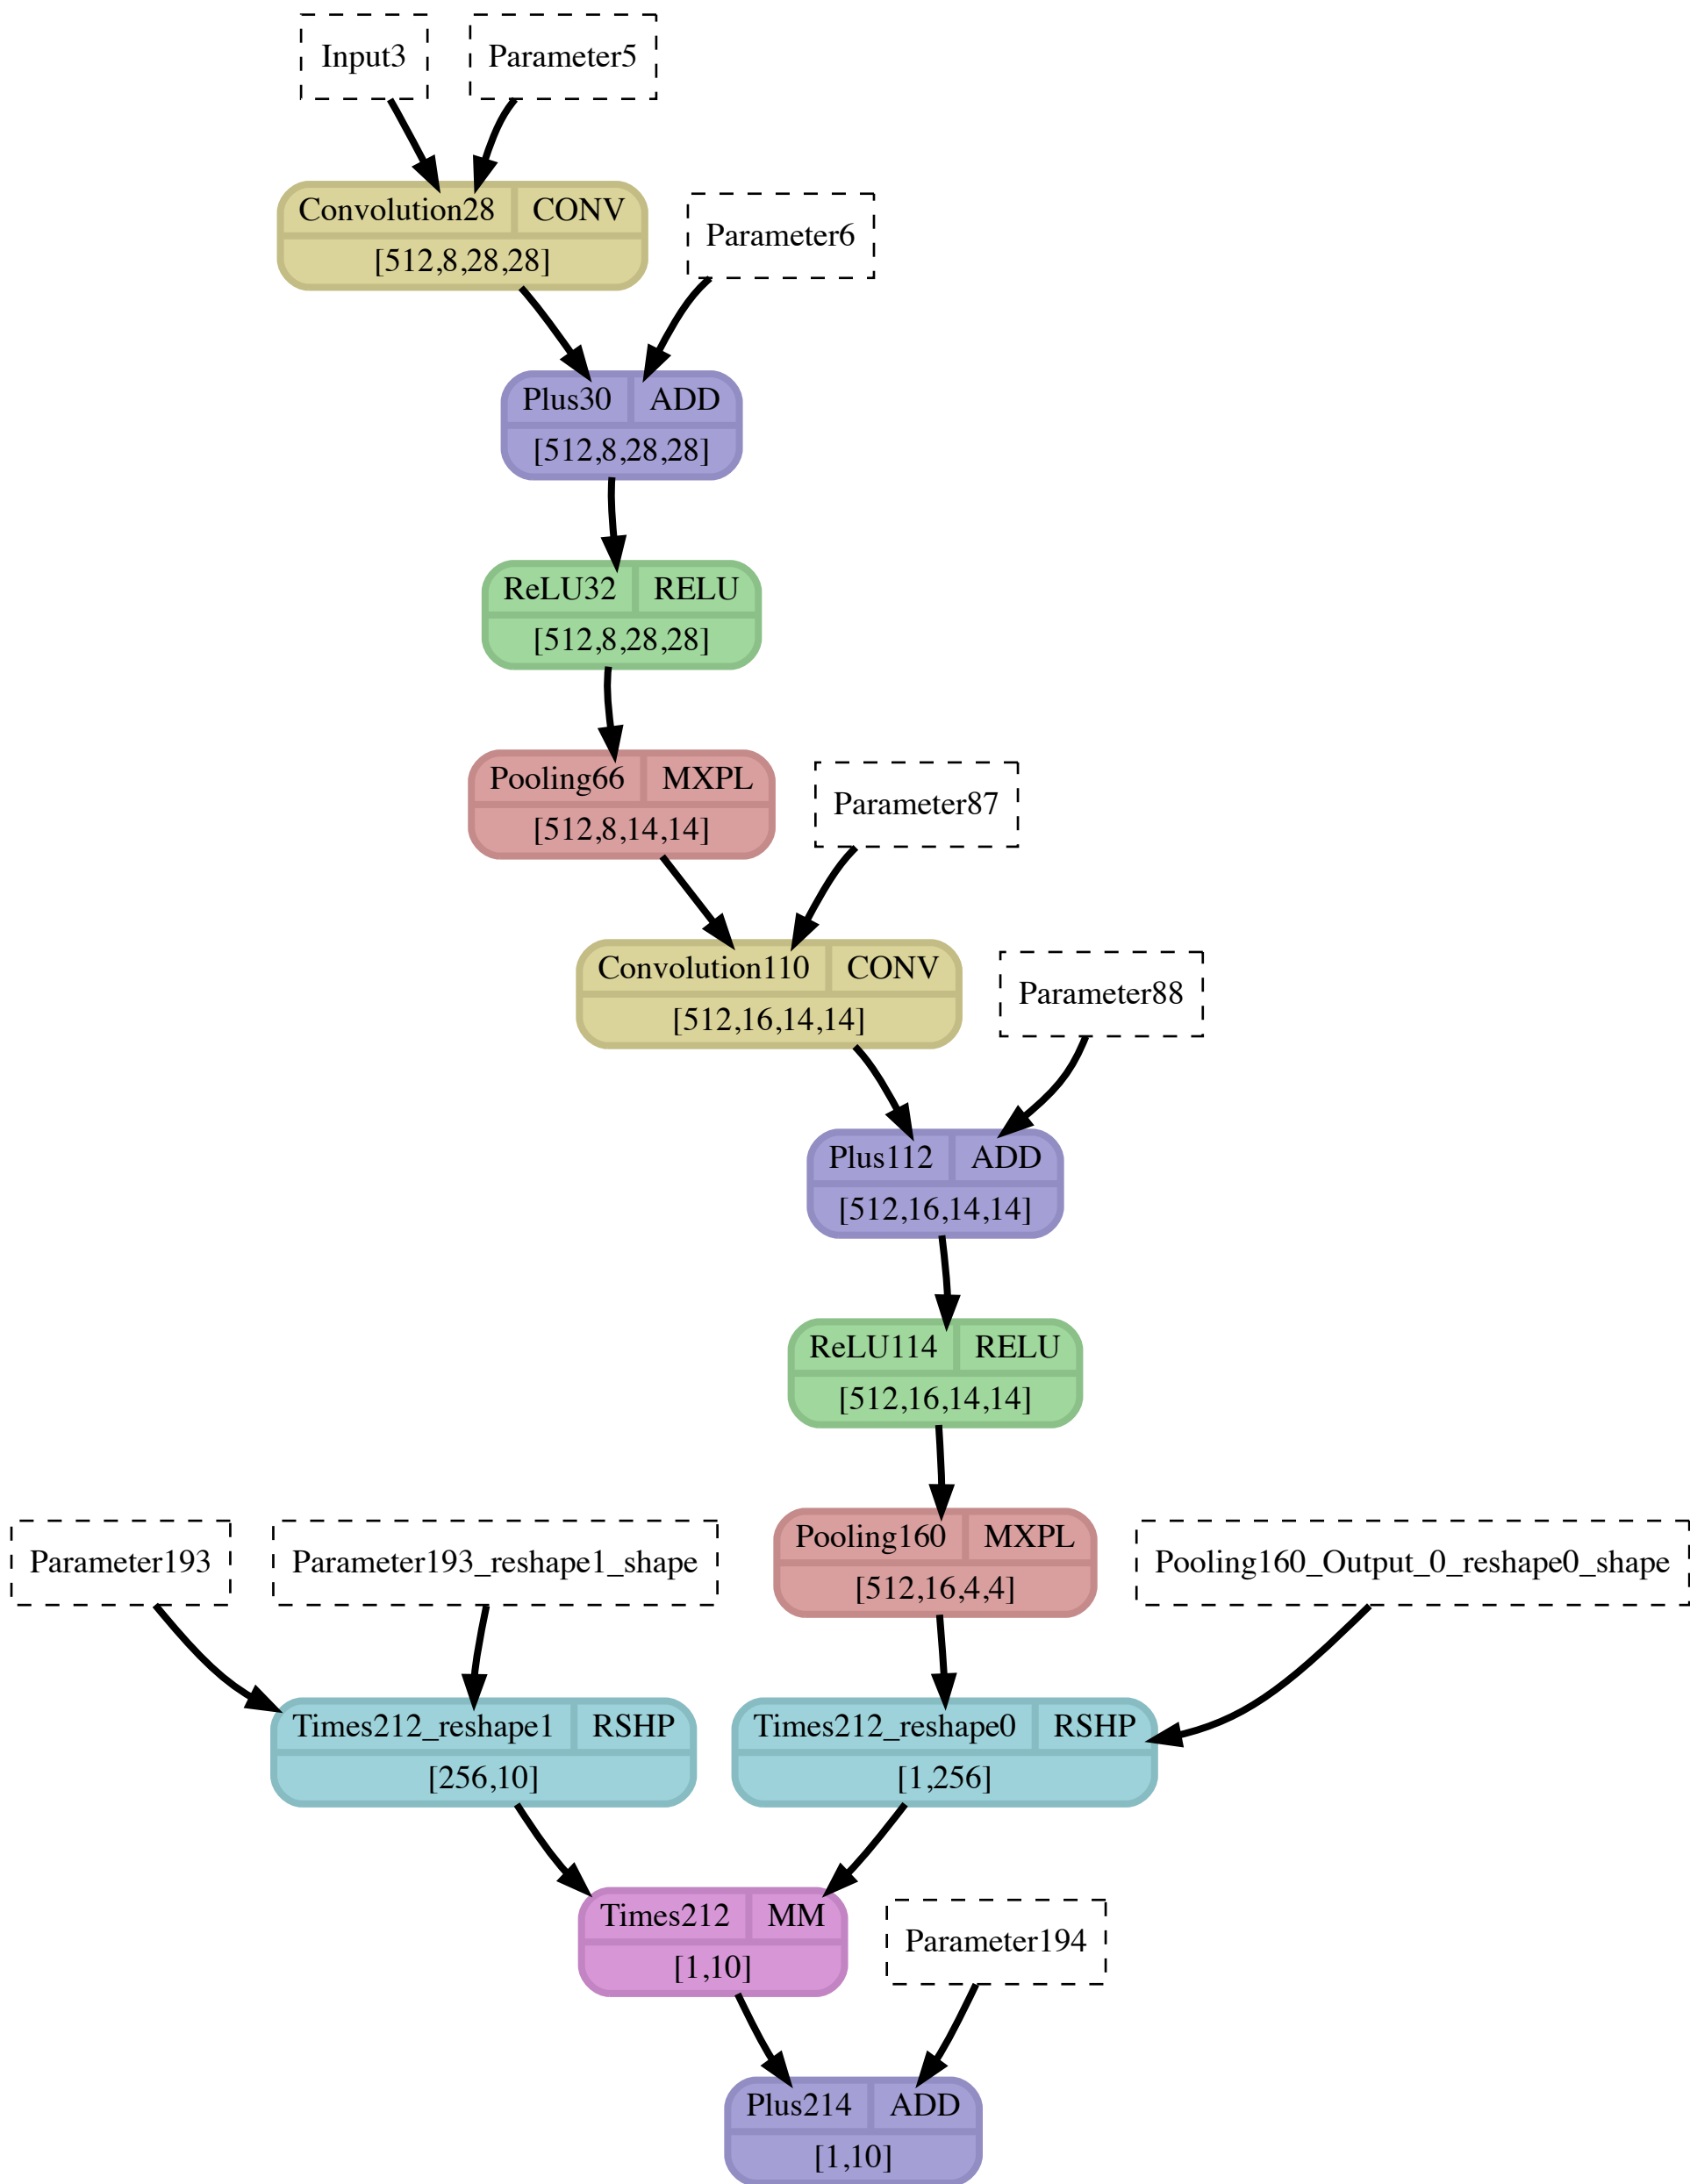 Input3
Parameter5
Convolution28 CONV
[512,8,28,28]
Parameter6
Plus30 ADD
[512,8,28,28]
ReLU32 RELU
[512,8,28,28]
Pooling66 MXPL
[512,8,14,14]
Parameter87
Convolution110 CONV
[512,16,14,14]
Parameter88
Plus112 ADD
[512,16,14,14]
ReLU114 RELU
[512,16,14,14]
Parameter193
Parameter193_reshape1_shape
Pooling160 MXPL
[512,16,4,4]
Pooling160_Output_0_reshape0_shape
Times212_reshape1 RSHP
[256,10]
Times212_reshape0 RSHP
[1,256]
Times212 MM
[1,10]
Parameter194
Plus214 ADD
[1,10]